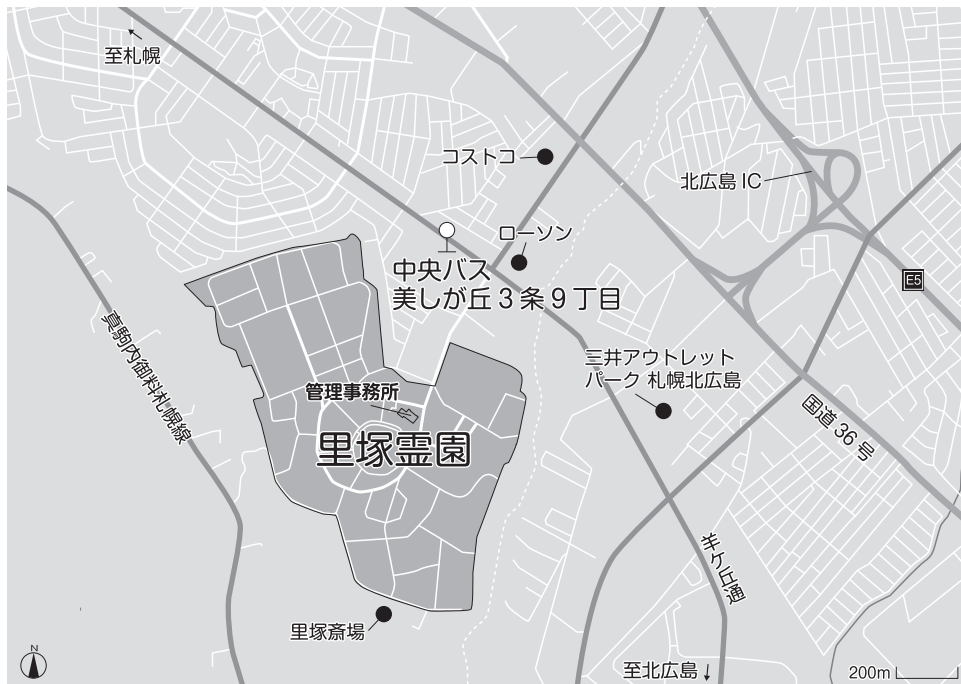 至札幌
コストコ
北広島 IC
ローソン
中央バス
美しが丘3条9丁目
E5
真駒内御料札幌線
三井アウトレット
パーク 札幌北広島
管理事務所
里塚霊園
国道36号
羊ケ丘通
里塚斎場
至北広島
N
200m